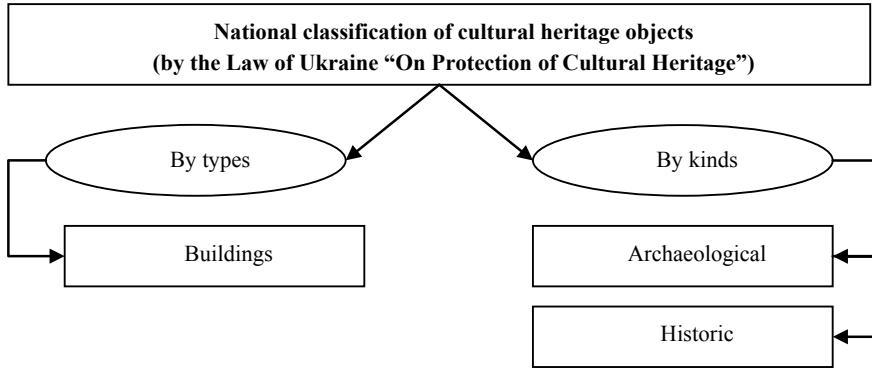 National classification of cultural heritage objects
(by the Law of Ukraine “On Protection of Cultural Heritage”)
By types
By kinds
Buildings
Archaeological
Historic